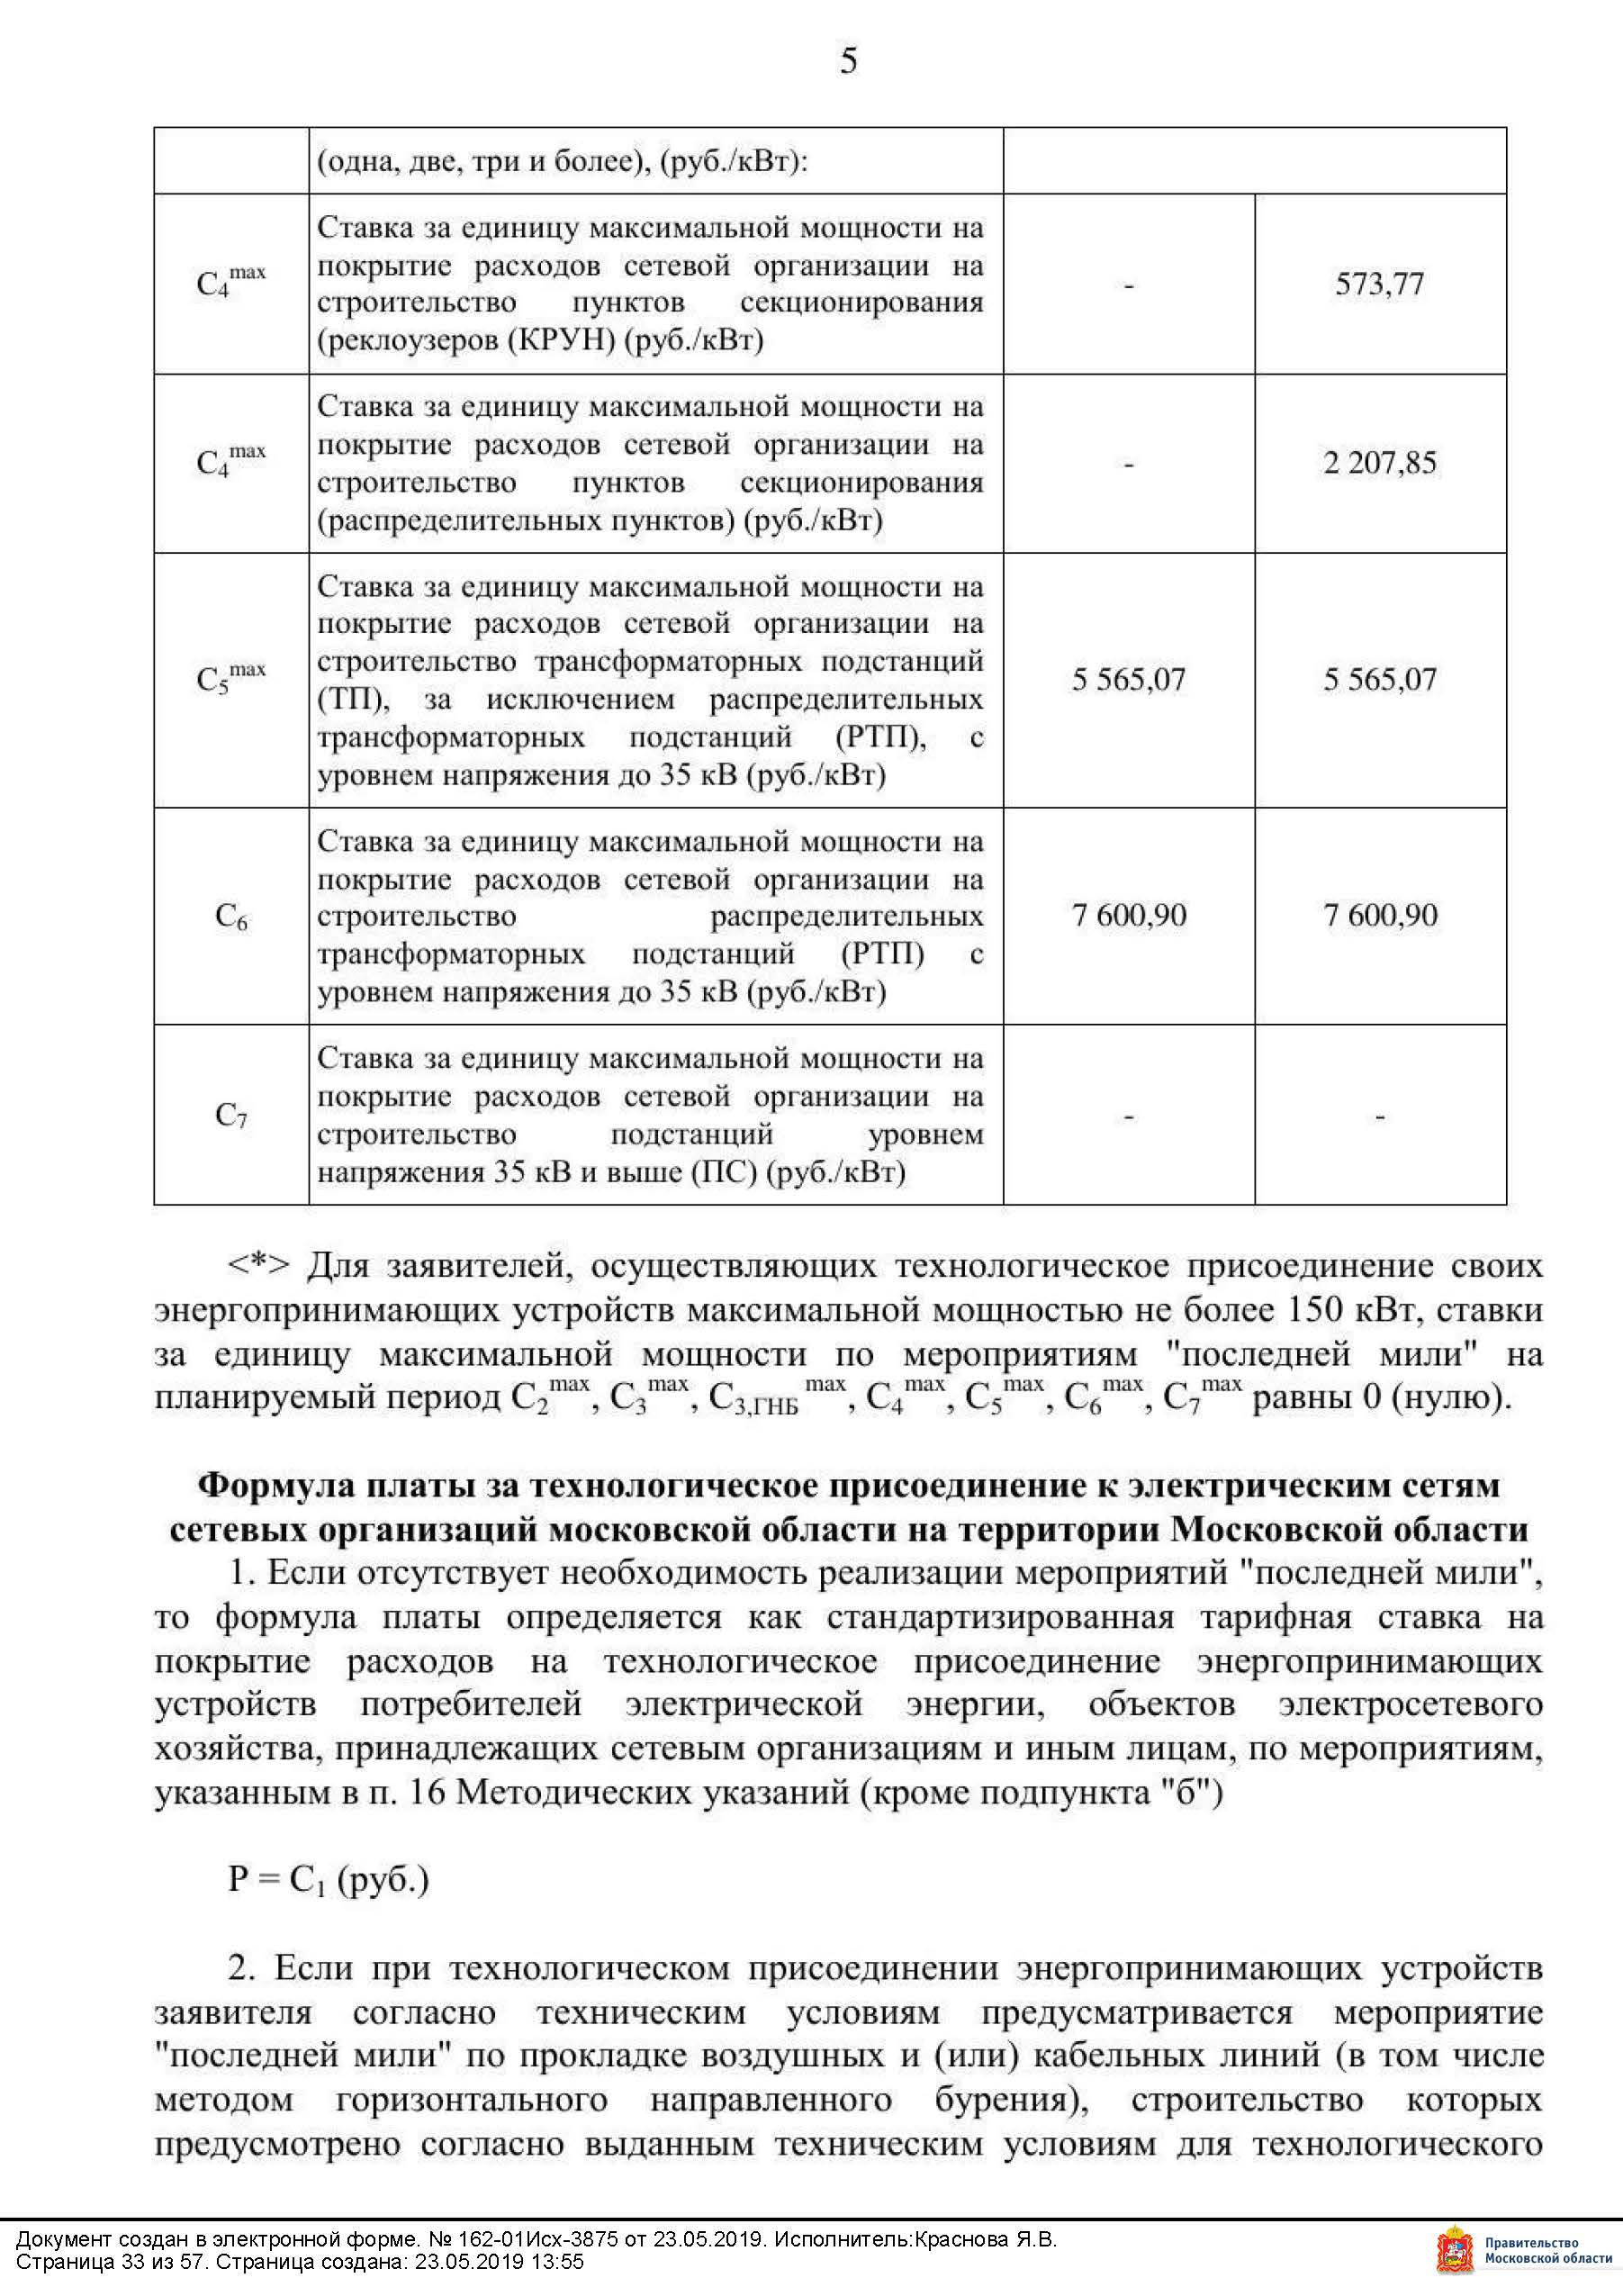 5
(одна, две, три и более), (руб./кВт):
C4max
Ставка за единицу максимальной мощности на
покрытие расходов сетевой организации на
строительство пунктов секционирования
(реклоузеров (КРУН) (руб./кВт)
-
573,77
C4max
Ставка за единицу максимальной мощности на
покрытие расходов сетевой организации на
строительство пунктов секционирования
(распределительных пунктов) (руб./кВт)
-
2 207,85
C5max
Ставка за единицу максимальной мощности на
покрытие расходов сетевой организации на
строительство трансформаторных подстанций
(ТП), за исключением распределительных
трансформаторных подстанций (РТП), с
уровнем напряжения до 35 кВ (руб./кВт)
5 565,07
5 565,07
C6
Ставка за единицу максимальной мощности на
покрытие расходов сетевой организации на
строительство распределительных
трансформаторных подстанций (РТП) с
уровнем напряжения до 35 кВ (руб./кВт)
7 600,90
7 600,90
C7
Ставка за единицу максимальной мощности на
покрытие расходов сетевой организации на
строительство подстанций уровнем
напряжения 35 кВ и выше (ПС) (руб./кВт)
-
-
<*> Для заявителей, осуществляющих технологическое присоединение своих
энергопринимающих устройств максимальной мощностью не более 150 кВт, ставки
за единицу максимальной мощности по мероприятиям "последней мили" на
планируемый период C2max, C3max, C3,ГНБmax, C4max, C5max, C6max, C7max равны 0 (нулю).
Формула платы за технологическое присоединение к электрическим сетям
сетевых организаций московской области на территории Московской области
1. Если отсутствует необходимость реализации мероприятий "последней мили",
то формула платы определяется как стандартизированная тарифная ставка на
покрытие расходов на технологическое присоединение энергопринимающих
устройств потребителей электрической энергии, объектов электросетевого
хозяйства, принадлежащих сетевым организациям и иным лицам, по мероприятиям,
указанным в п. 16 Методических указаний (кроме подпункта "б")
P = C1 (руб.)
2. Если при технологическом присоединении энергопринимающих устройств
заявителя согласно техническим условиям предусматривается мероприятие
"последней мили" по прокладке воздушных и (или) кабельных линий (в том числе
методом горизонтального направленного бурения), строительство которых
предусмотрено согласно выданным техническим условиям для технологического
Документ создан в электронной форме. № 162-01Исх-3875 от 23.05.2019. Исполнитель:Краснова Я.В.
Страница 33 из 57. Страница создана: 23.05.2019 13:55
Правительство
Московской области